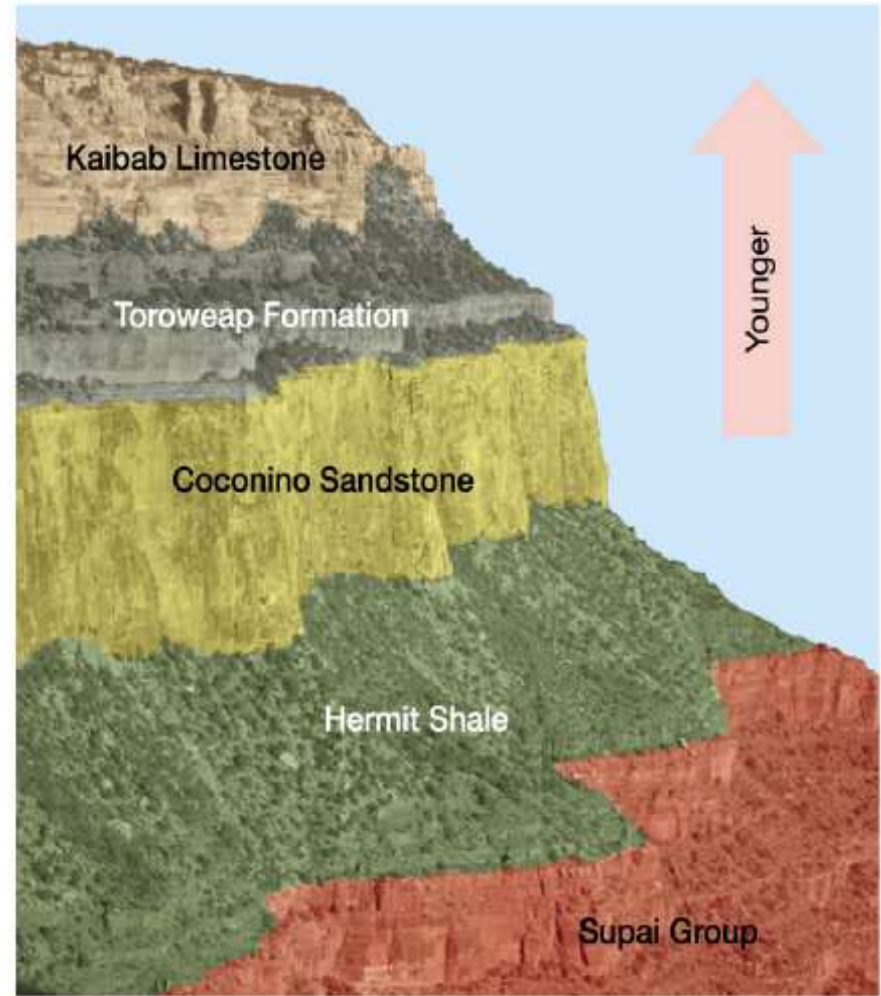 Kaibab Limestone
Toroweap Formation
Younger
Coconino Sandstone
Hermit Shale
Supai Group